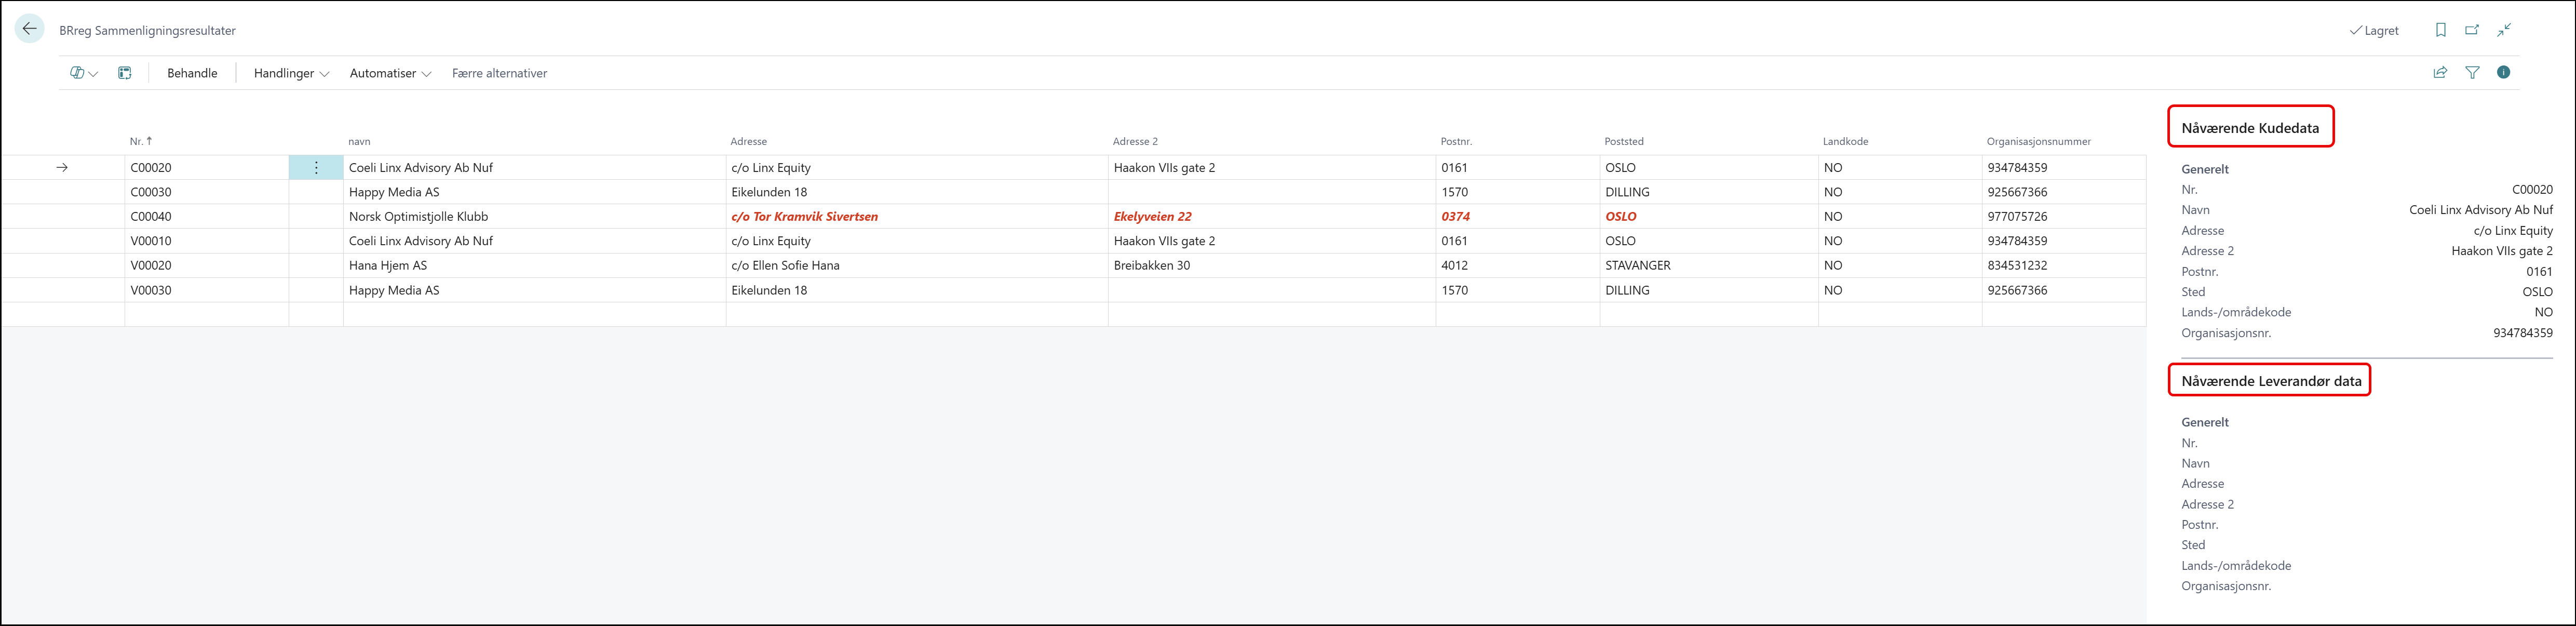 BRreg Sammenligningsresultater
Lagret
Behandle Handlinger Automatiser Færre alternativer
Nr. ↑ navn Adresse Adresse 2 Postnr. Poststed Landkode Organisasjonsnummer
C00020 Coeli Linx Advisory Ab Nuf c/o Linx Equity Haakon VIIs gate 2 0161 OSLO NO 934784359
C00030 Happy Media AS Eikelunden 18 1570 DILLING NO 925667366
C00040 Norsk Optimistjolle Klubb c/o Tor Kramvik Sivertsen Ekelyveien 22 0374 OSLO NO 977075726
V00010 Coeli Linx Advisory Ab Nuf c/o Linx Equity Haakon VIIs gate 2 0161 OSLO NO 934784359
V00020 Hana Hjem AS c/o Ellen Sofie Hana Breibakken 30 4012 STAVANGER NO 834531232
V00030 Happy Media AS Eikelunden 18 1570 DILLING NO 925667366
Nåværende Kudedata
Generelt
Nr. C00020
Navn Coeli Linx Advisory Ab Nuf
Adresse c/o Linx Equity
Adresse 2 Haakon VIIs gate 2
Postnr. 0161
Sted OSLO
Lands-/områdekode NO
Organisasjonsnr. 934784359
Nåværende Leverandør data
Generelt
Nr.
Navn
Adresse
Adresse 2
Postnr.
Sted
Lands-/områdekode
Organisasjonsnr.